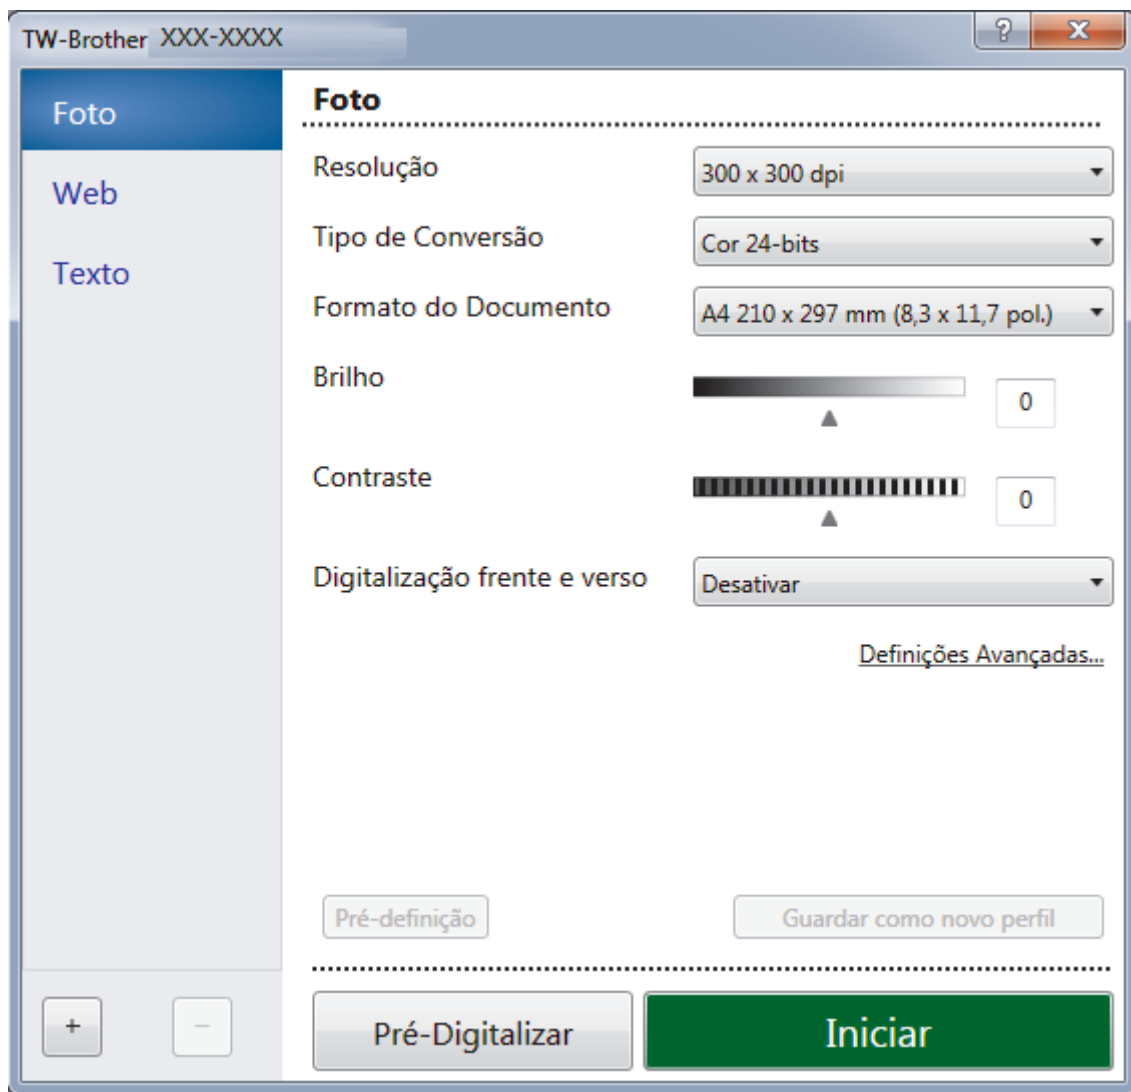 TW-Brother XXX-XXXX
?
x
Foto
Web
Texto
+
−
Foto
Resolução
300 x 300 dpi
Tipo de Conversão
Cor 24-bits
Formato do Documento
A4 210 x 297 mm (8,3 x 11,7 pol.)
Brilho
0
Contraste
0
Digitalização frente e verso
Desativar
Definições Avançadas...
Pré-definição
Guardar como novo perfil
Pré-Digitalizar
Iniciar